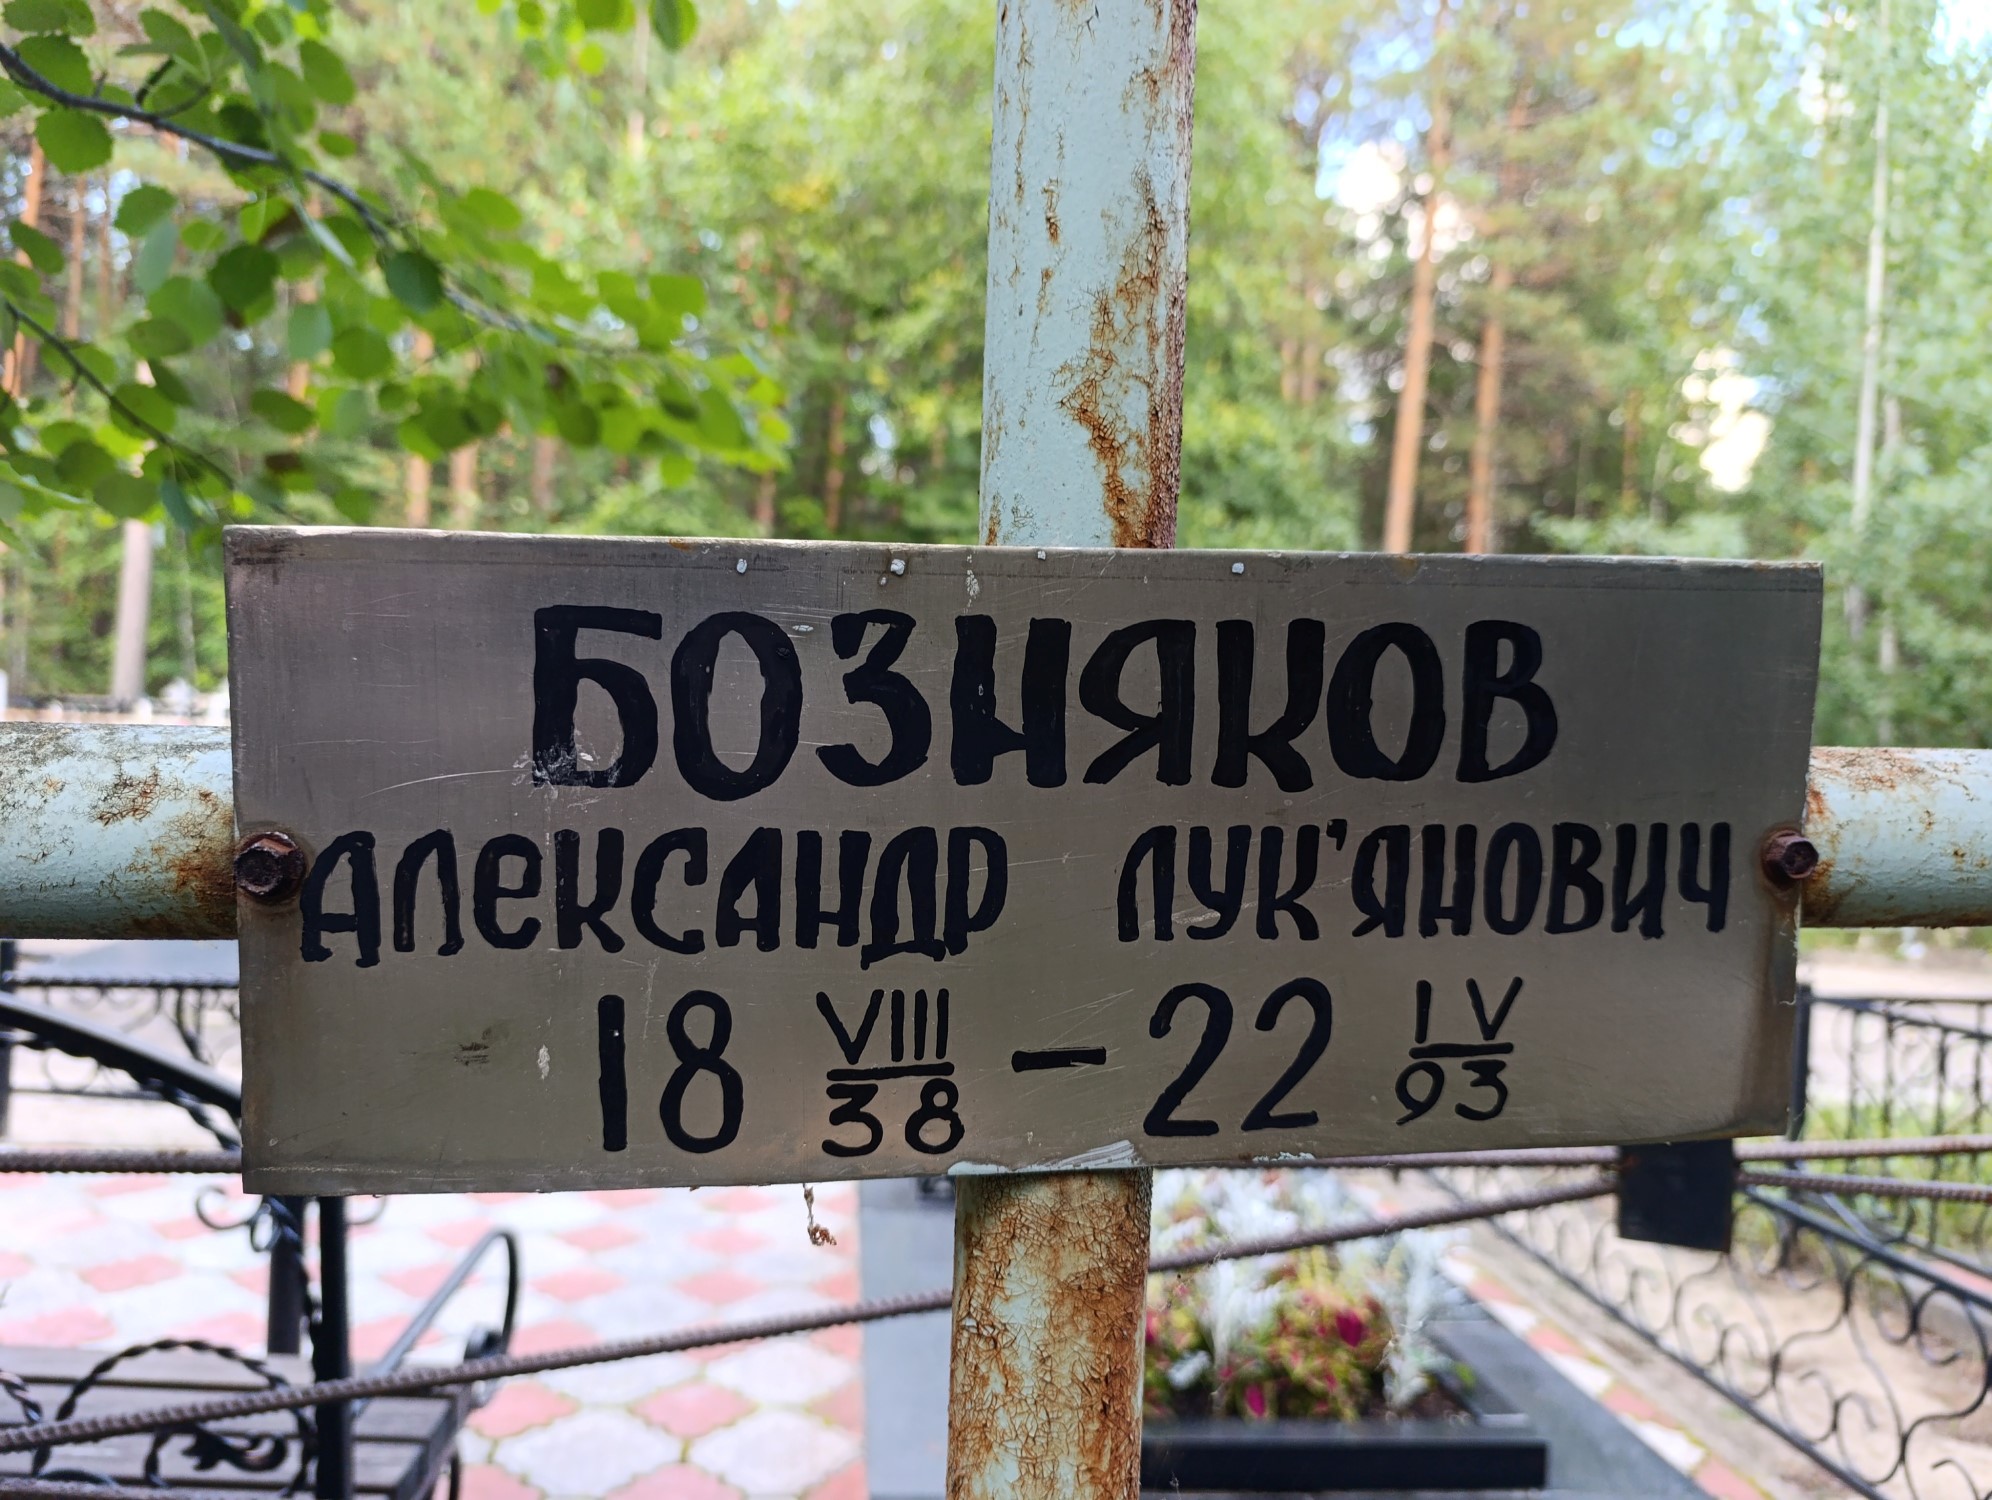 БОЗНЯКОВ
АЛеКСАНДР ЛУК'ЯНОВИЧ
18 VIII/38 — 22 IV/93